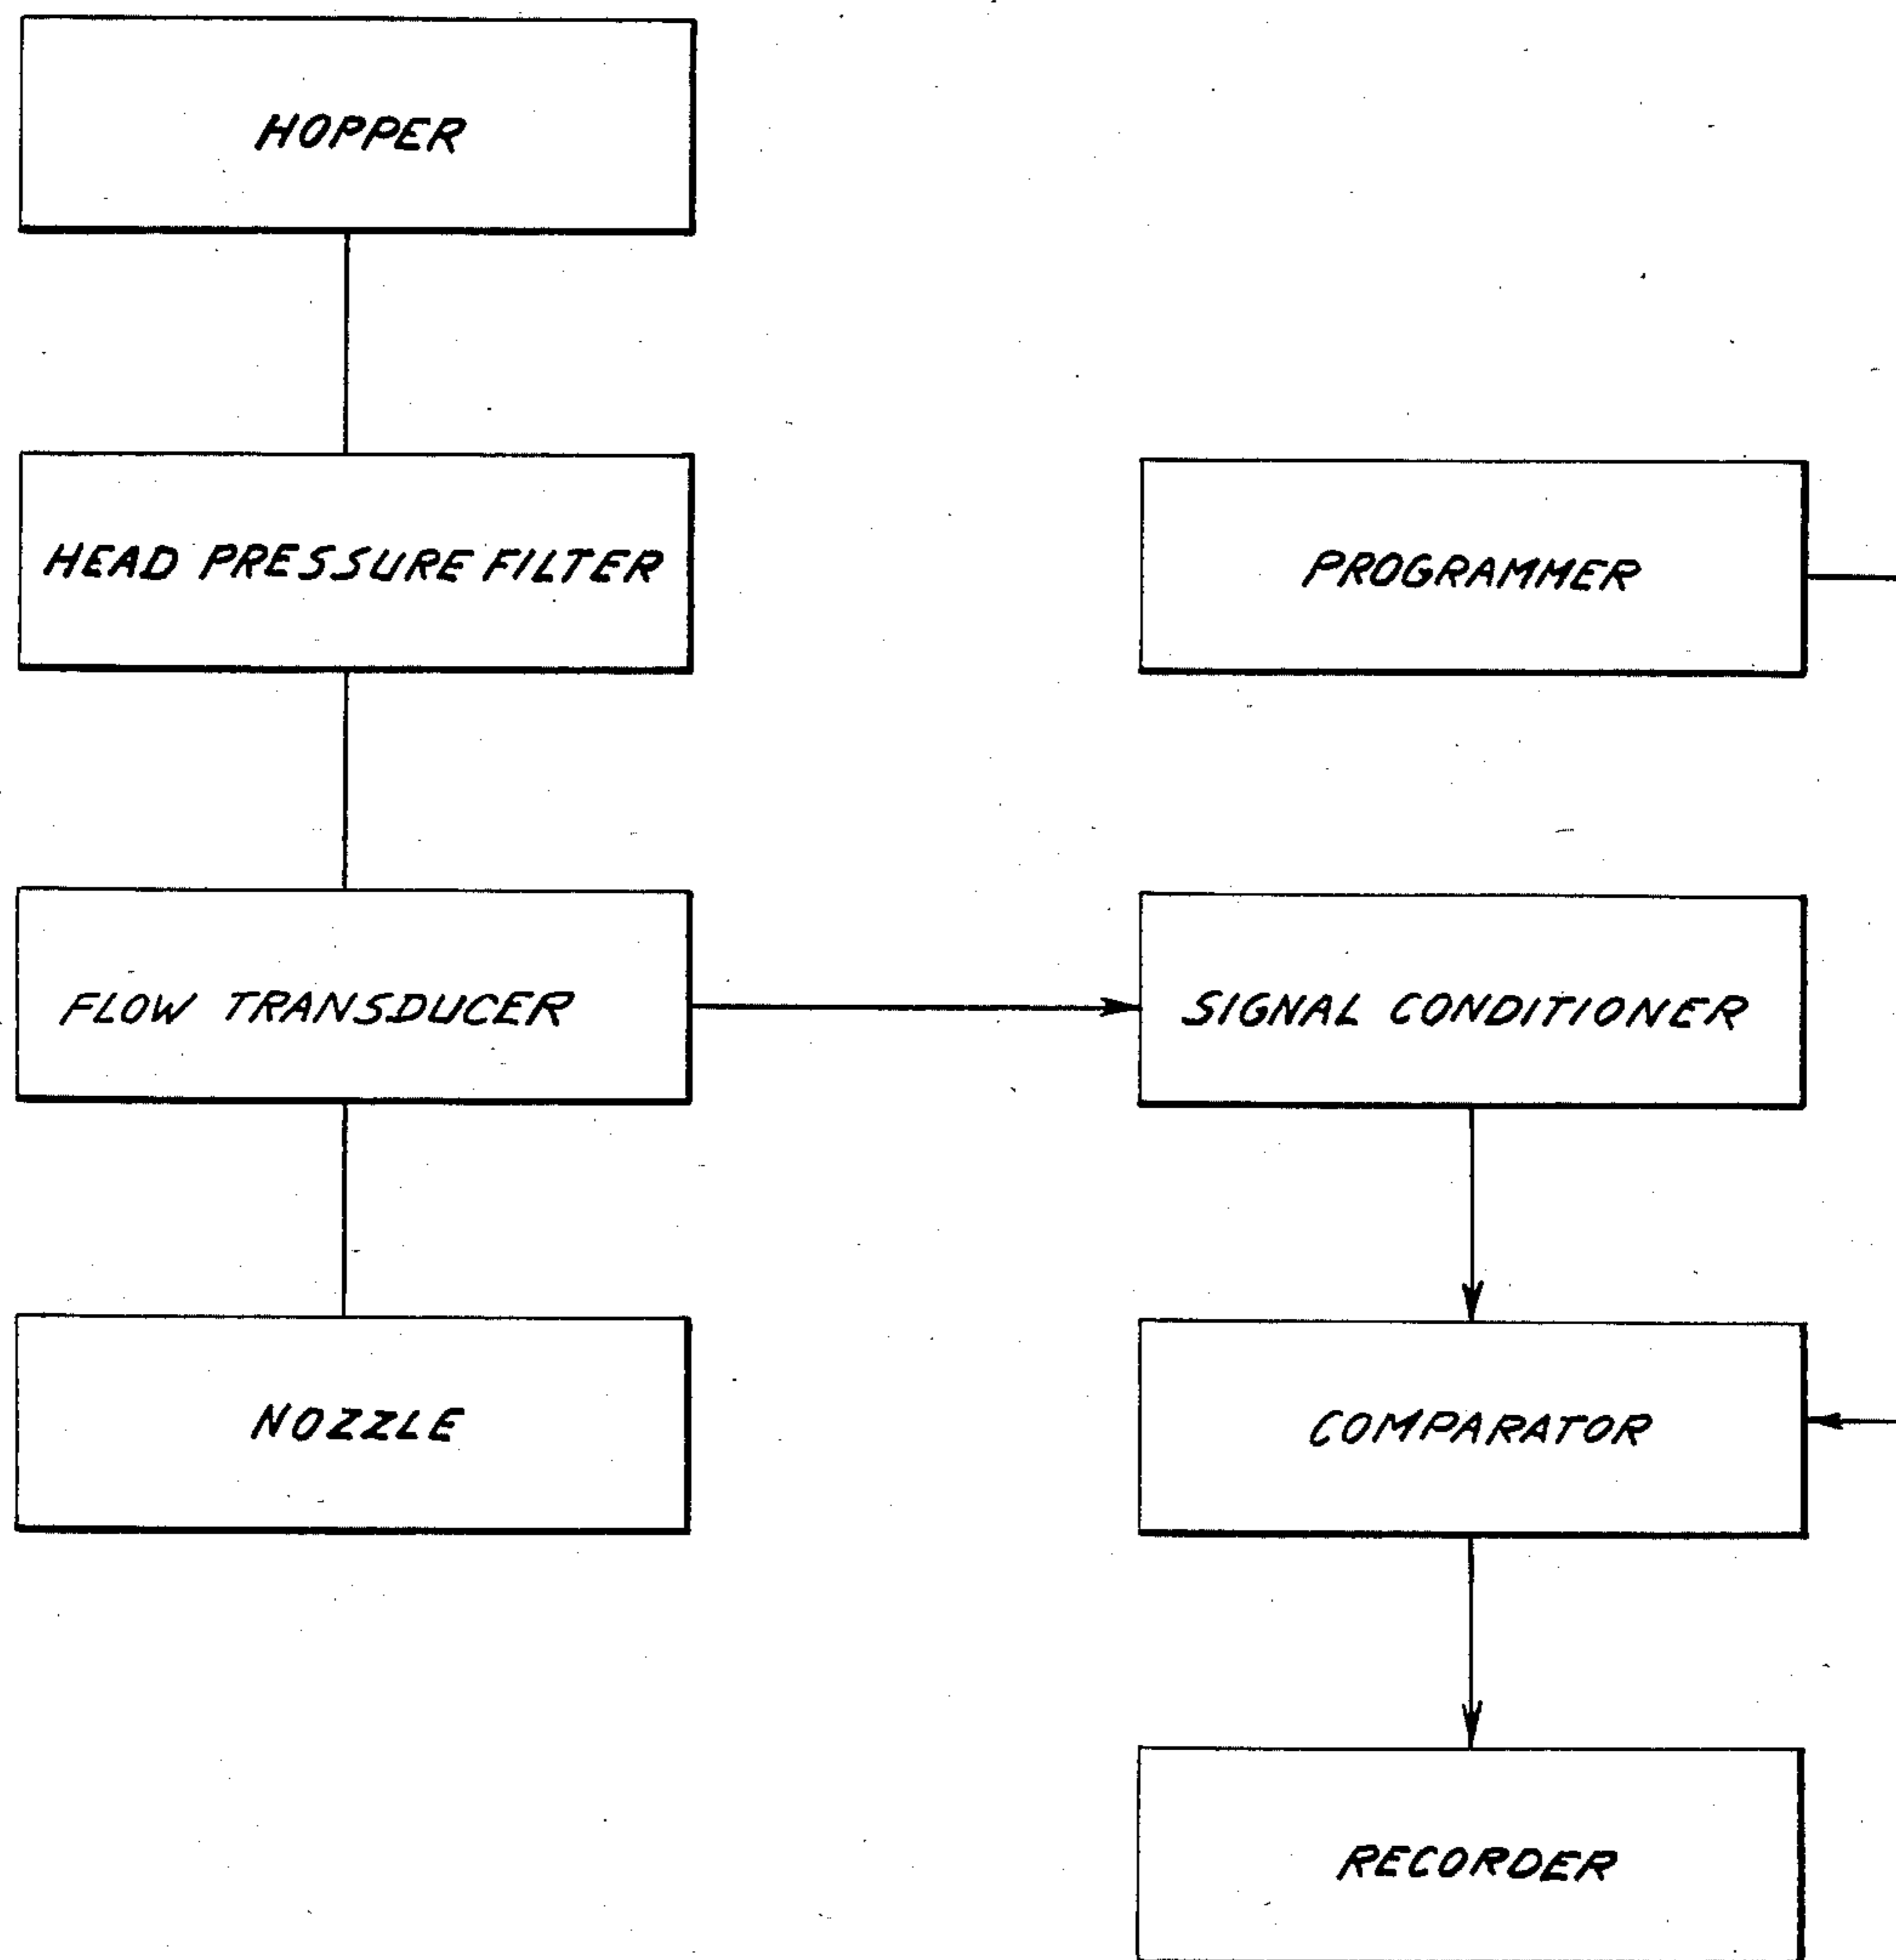 HOPPER
HEAD PRESSURE FILTER
PROGRAMMER
FLOW TRANSDUCER
SIGNAL CONDITIONER
NOZZLE
COMPARATOR
RECORDER